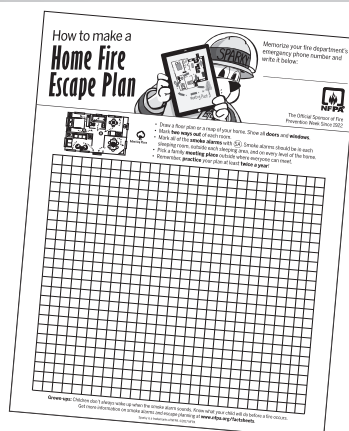 How to make a
Home Fire
Escape Plan
SPARKY
Memorize your fire department's
emergency phone number and
write it below:
NFPA
The Official Sponsor of Fire
Prevention Week Since 1922
Meeting Place
• Draw a floor plan or a map of your home. Show all doors and windows.
• Mark two ways out of each room.
• Mark all of the smoke alarms with SA. Smoke alarms should be in each
sleeping room, outside each sleeping area, and on every level of the home.
• Pick a family meeting place outside where everyone can meet.
• Remember, practice your plan at least twice a year!
Grown-ups: Children don't always wake up when the smoke alarm sounds. Know what your child will do before a fire occurs.
Get more information on smoke alarms and escape planning at www.nfpa.org/factsheets.